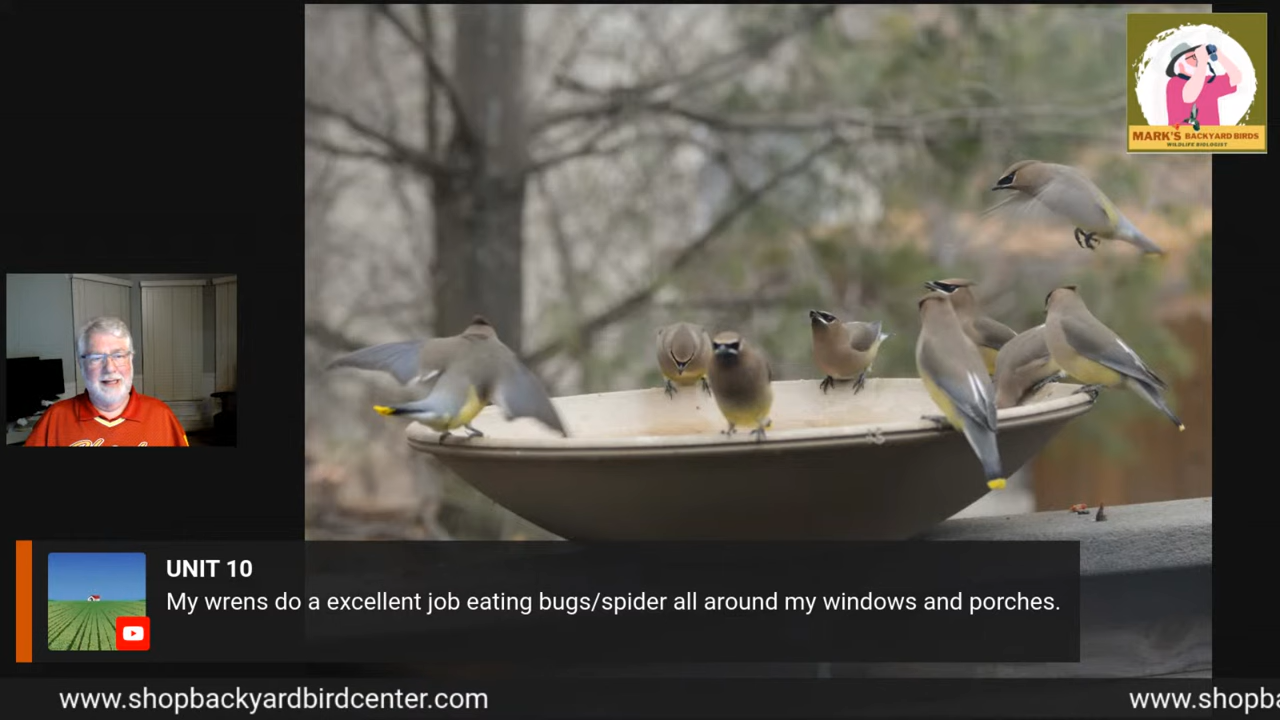 MARK'S BACKYARD BIRDS
WILDLIFE BIOLOGIST
UNIT 10
My wrens do a excellent job eating bugs/spider all around my windows and porches.
www.shopbackyardbirdcenter.com
www.shopba